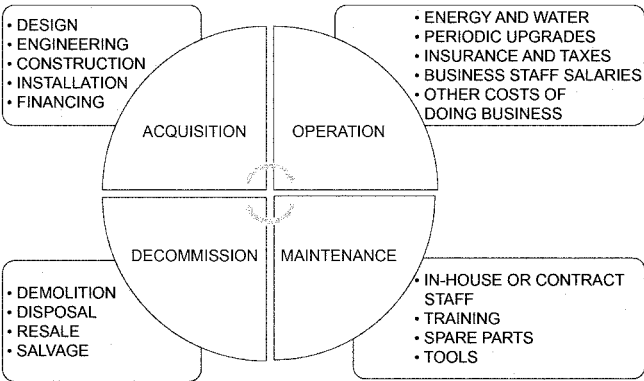 • DESIGN
• ENGINEERING
• CONSTRUCTION
• INSTALLATION
• FINANCING
• ENERGY AND WATER
• PERIODIC UPGRADES
• INSURANCE AND TAXES
• BUSINESS STAFF SALARIES
• OTHER COSTS OF
DOING BUSINESS
ACQUISITION
OPERATION
DECOMMISSION
MAINTENANCE
• DEMOLITION
• DISPOSAL
• RESALE
• SALVAGE
• IN-HOUSE OR CONTRACT
STAFF
• TRAINING
• SPARE PARTS
• TOOLS